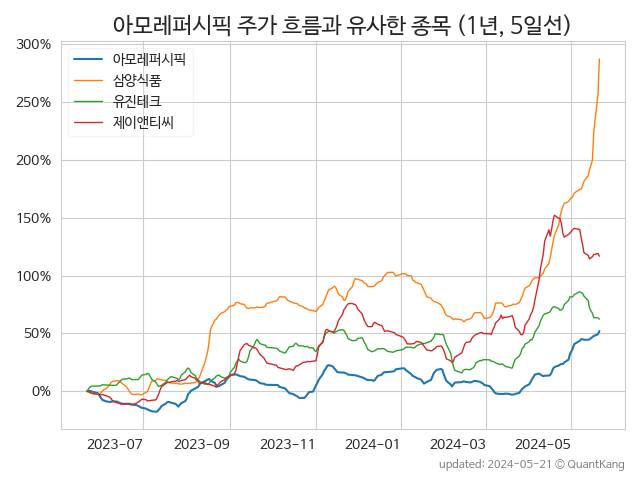 아모레퍼시픽 주가 흐름과 유사한 종목 (1년, 5일선)
300%
250%
200%
150%
100%
50%
0%
아모레퍼시픽
삼양식품
유진테크
제이앤티씨
2023-07
2023-09
2023-11
2024-01
2024-03
2024-05
updated: 2024-05-21 © QuantKang